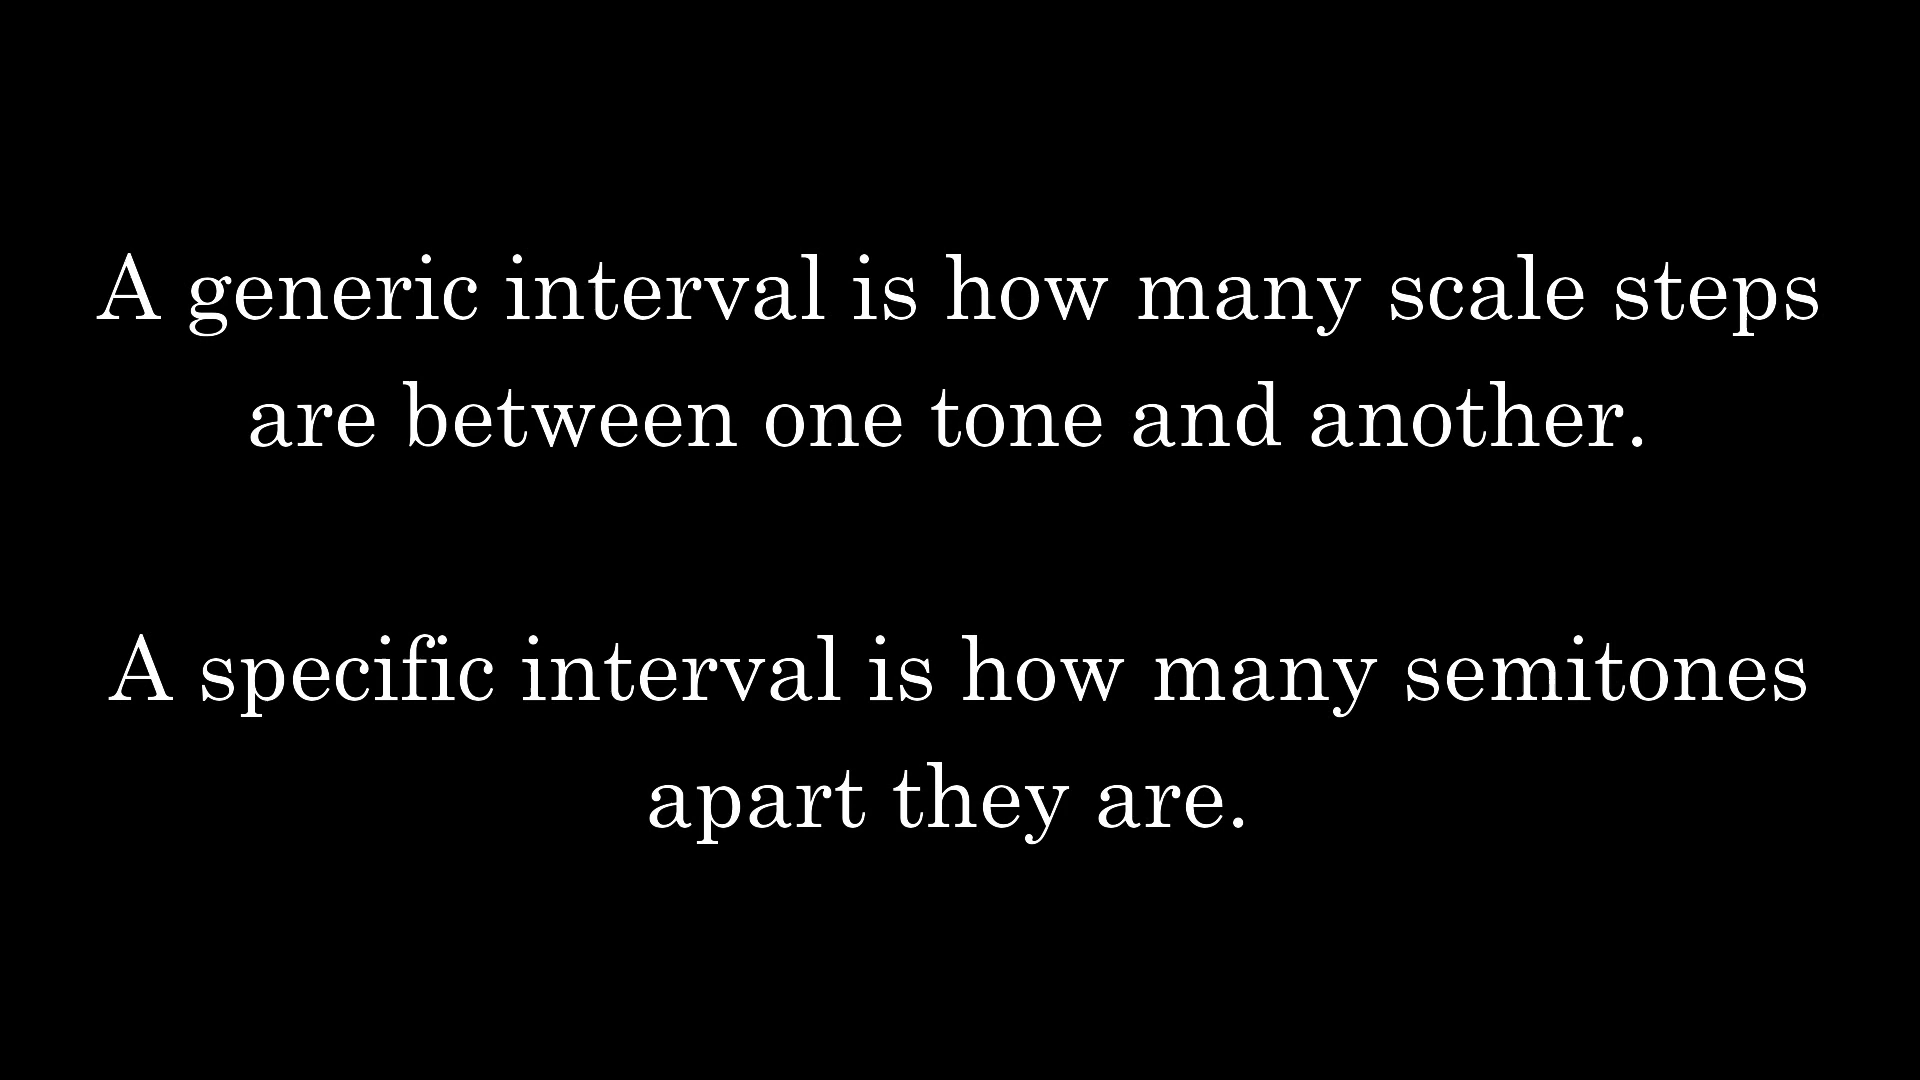 A generic interval is how many scale steps
are between one tone and another.
A specific interval is how many semitones
apart they are.